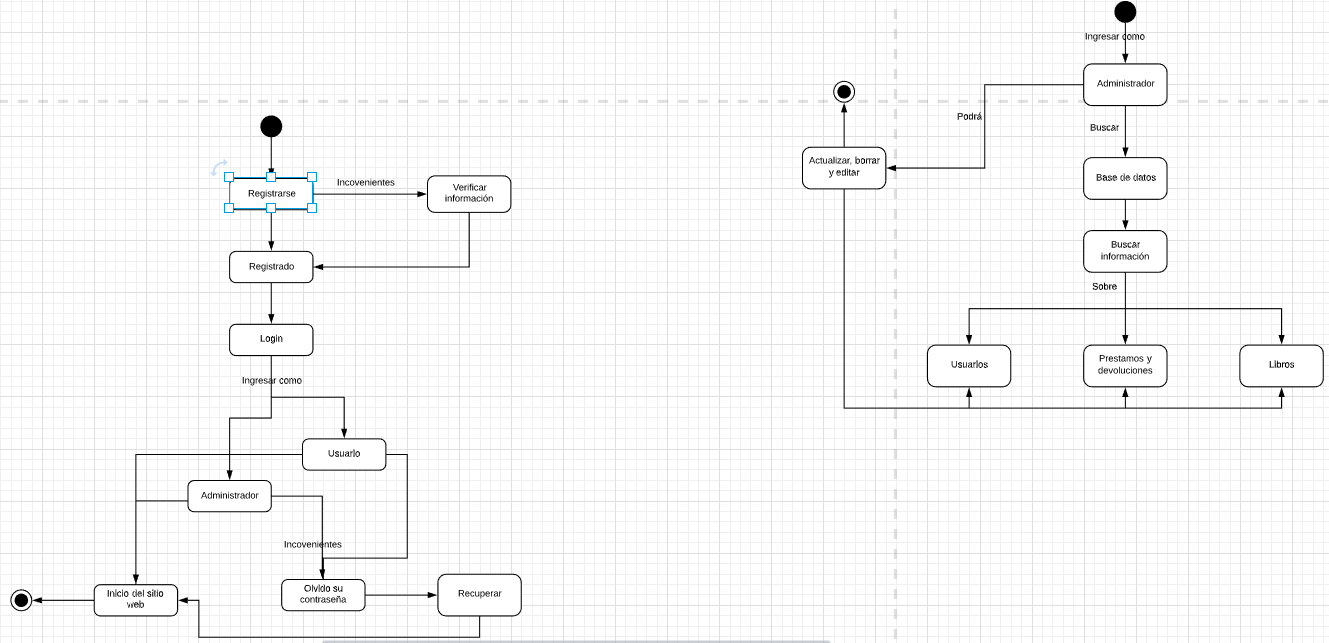 Ingresar como
Administrador
Podrá
Buscar
Actualizar, borrar
y editar
Base de datos
Registrarse
Incovenientes
Verificar
información
Buscar
información
Registrado
Sobre
Login
Usuarios
Prestamos y
devoluciones
Libros
Ingresar como
Usuario
Administrador
Incovenientes
Inicio del sitio
web
Olvido su
contraseña
Recuperar